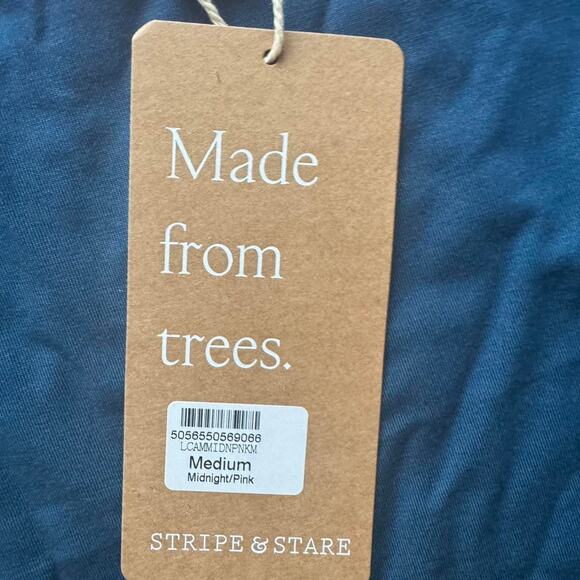 Made
from
trees.
5056550569066
LCAMMIDNPNKM
Medium
Midnight/Pink
STRIPE & STARE